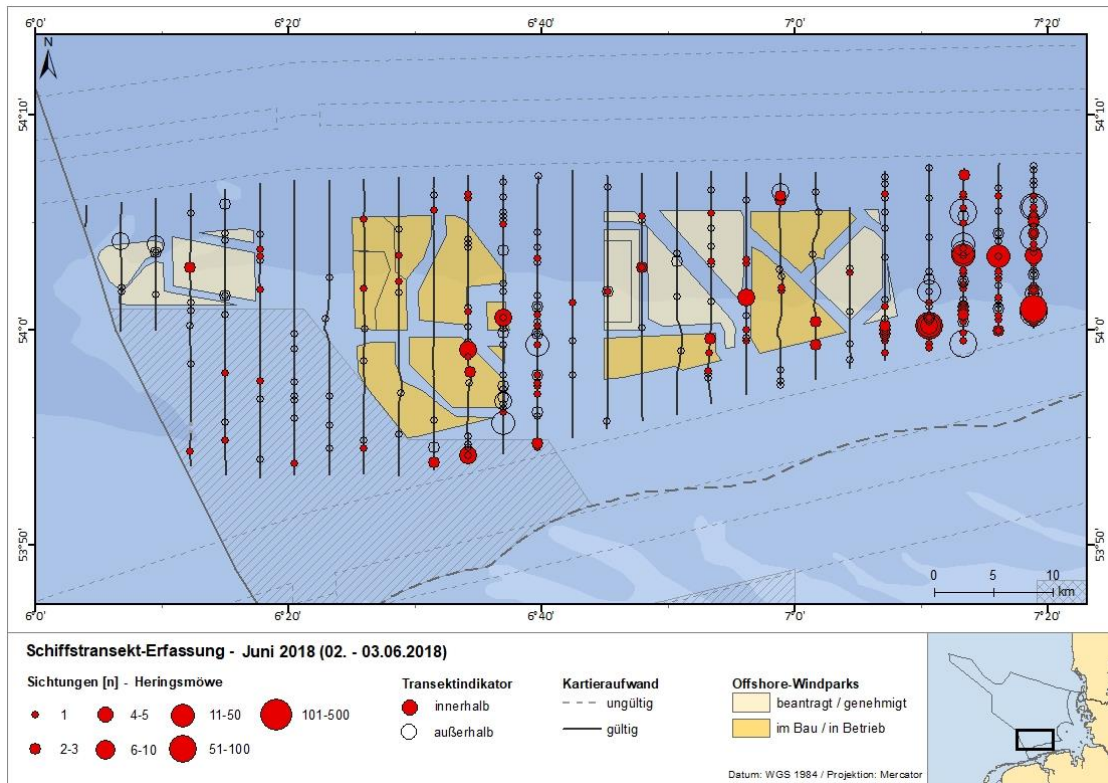 6°0' 6°20' 6°40' 7°0' 7°20'
N
54°10' 54°10'
54°0' 54°0'
53°50' 53°50'
0 5 10
km
6°0' 6°20' 6°40' 7°0' 7°20'
Schiffstransekt-Erfassung - Juni 2018 (02. - 03.06.2018)
Sichtungen [n] - Heringsmöwe
1 4-5 11-50 101-500
2-3 6-10 51-100
Transektindikator
innerhalb
außerhalb
Kartieraufwand
ungültig
gültig
Offshore-Windparks
beantragt / genehmigt
im Bau / in Betrieb
Datum: WGS 1984 / Projektion: Mercator